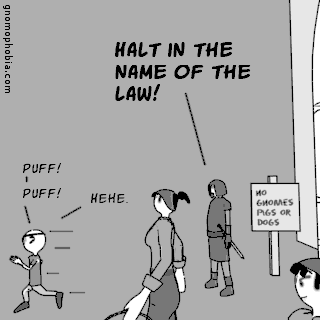 gnomophobia.com
HALT IN THE
NAME OF THE
LAW!
PUFF!
PUFF!
HEHE.
NO
GNOMES
PIGS OR
DOGS